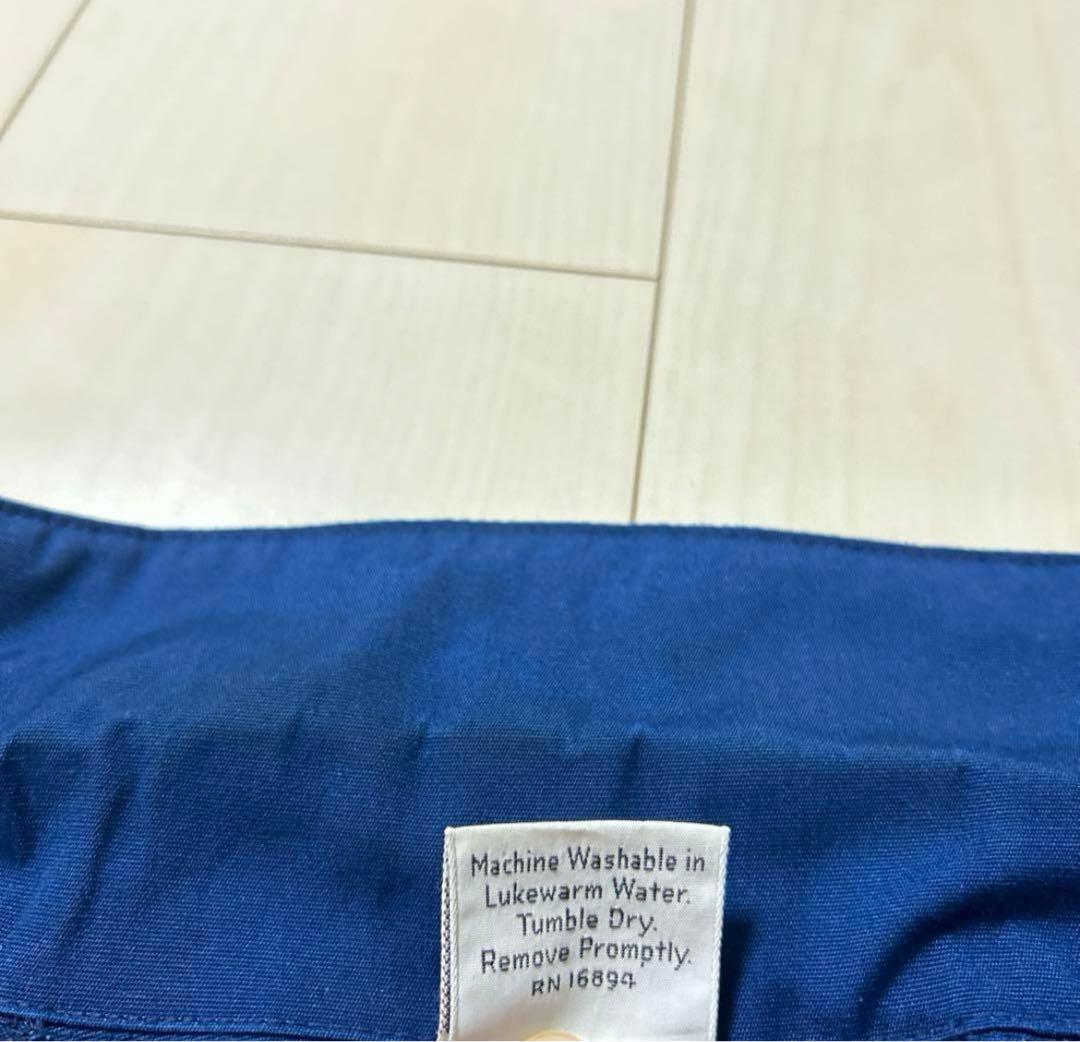 Machine Washable in
Lukewarm Water.
Tumble Dry.
Remove Promptly.
RN 16894